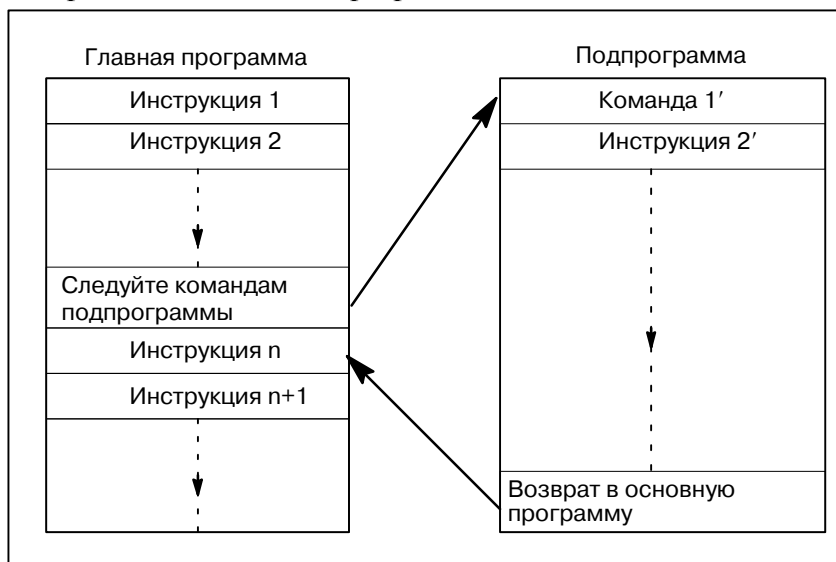 Главная программа
Инструкция 1
Инструкция 2
Следуйте командам
подпрограммы
Инструкция n
Инструкция n+1
Подпрограмма
Команда 1′
Инструкция 2′
Возврат в основную
программу